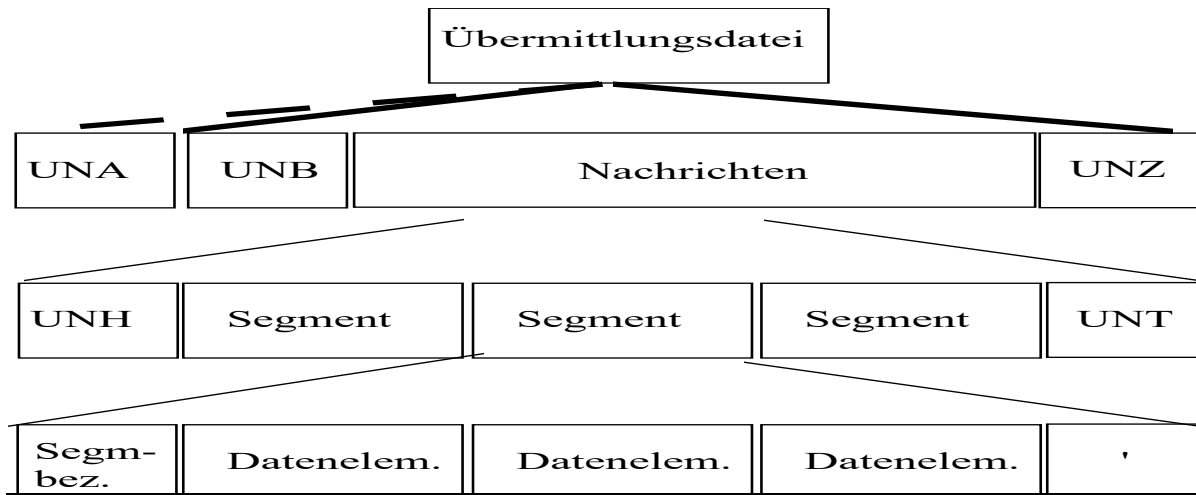 Übermittlungsdatei
UNA UNB Nachrichten UNZ
UNH Segment Segment Segment UNT
Segm-
bez. Datenelem. Datenelem. Datenelem. '